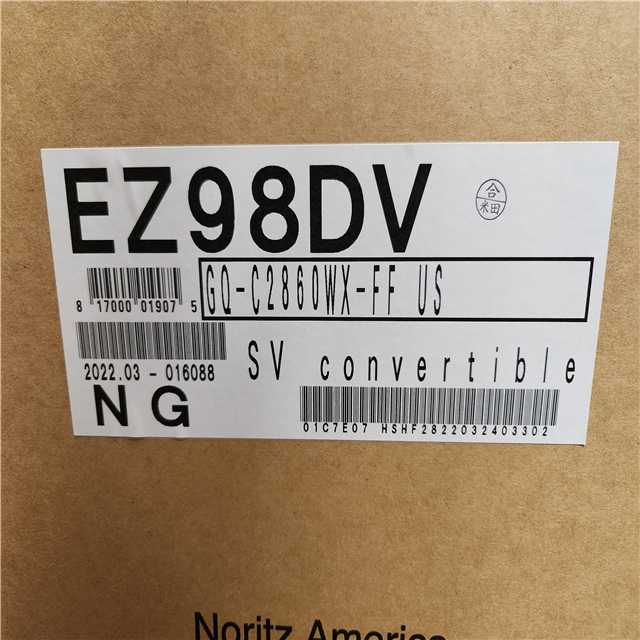 EZ98DV
合
米田
GQ-C2860WX-FF US
8 17000 01907 5
SV convertible
2022.03 - 016088
NG
01C7E07 HSHF2822032403302
Noritz America